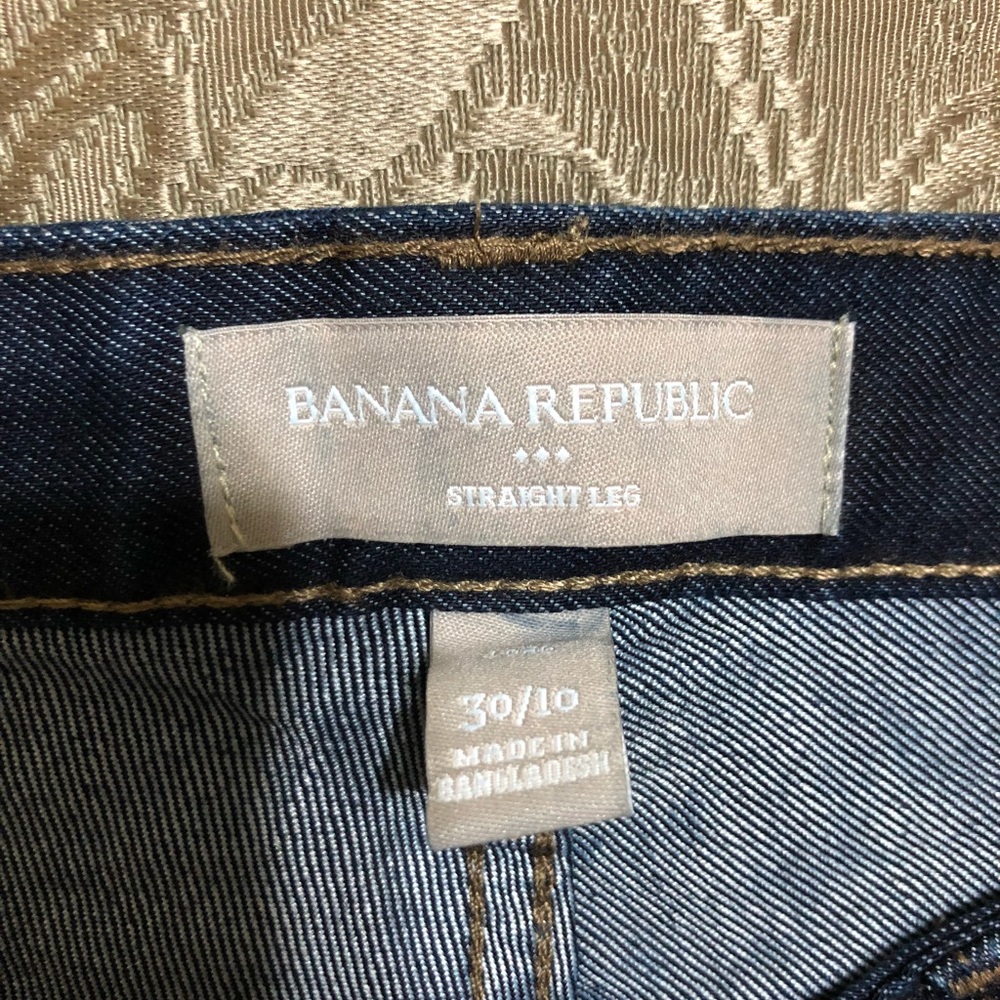 BANANA REPUBLIC
STRAIGHT LEG
30/10
MADE IN
BANGLADESH